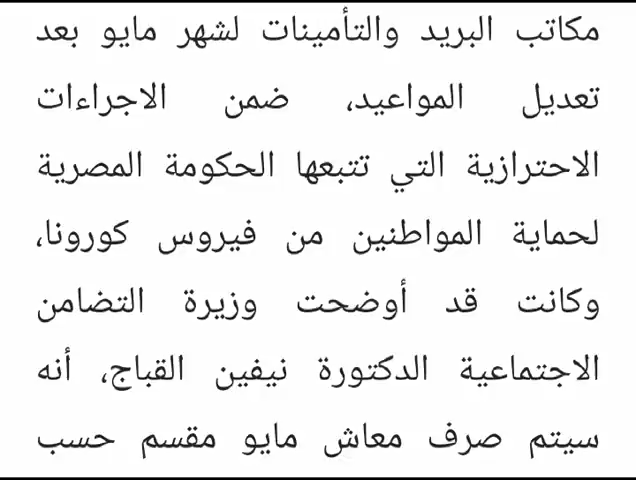 مكاتب البريد والتأمينات لشهر مايو بعد
تعديل المواعيد، ضمن الاجراءات
الاحترازية التي تتبعها الحكومة المصرية
لحماية المواطنين من فيروس كورونا،
وكانت قد أوضحت وزيرة التضامن
الاجتماعية الدكتورة نيفين القباج، أنه
سيتم صرف معاش مايو مقسم حسب